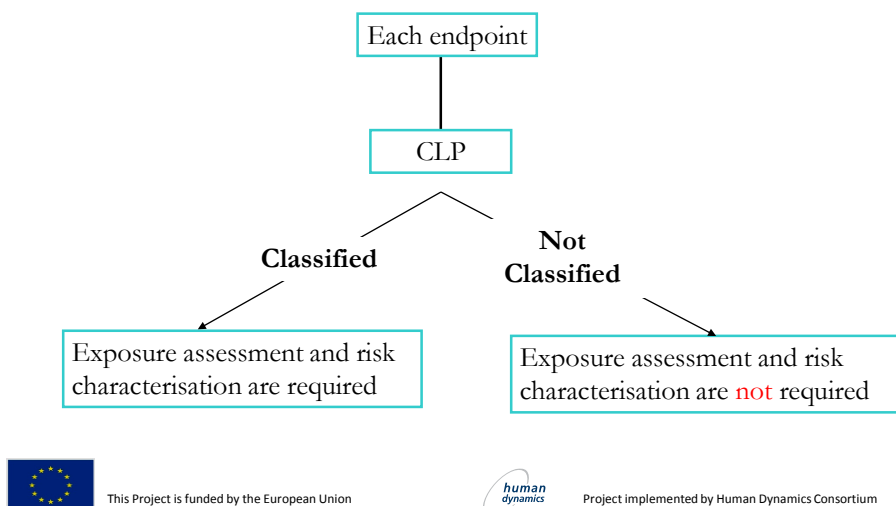 Each endpoint
CLP
Classified
Not
Classified
Exposure assessment and risk
characterisation are required
Exposure assessment and risk
characterisation are not required
This Project is funded by the European Union
human
dynamics
Project implemented by Human Dynamics Consortium